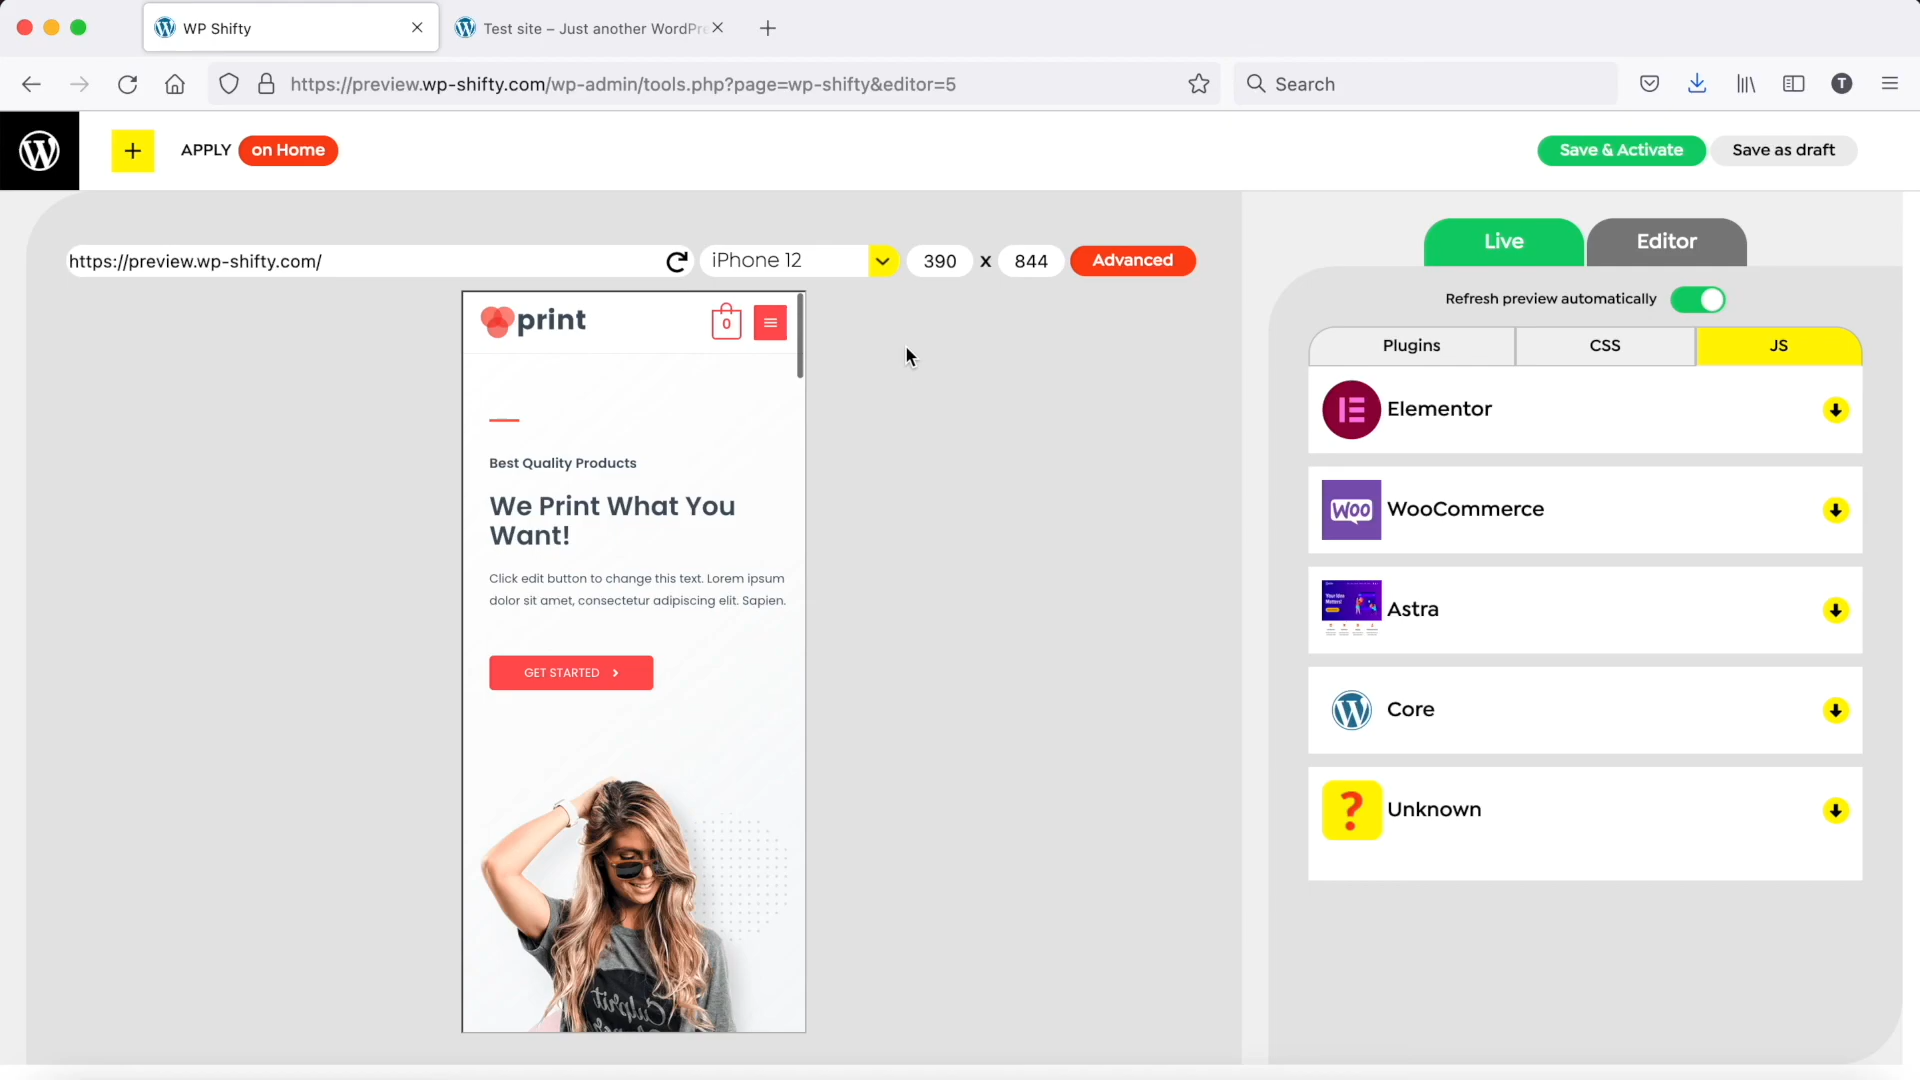 WP Shifty
Test site – Just another WordPr
https://preview.wp-shifty.com/wp-admin/tools.php?page=wp-shifty&editor=5
Search
T
+
APPLY
on Home
Save & Activate
Save as draft
https://preview.wp-shifty.com/
iPhone 12
390
x
844
Advanced
Live
Editor
Refresh preview automatically
Plugins
CSS
JS
print
0
Best Quality Products
We Print What You
Want!
Click edit button to change this text. Lorem ipsum
dolor sit amet, consectetur adipiscing elit. Sapien.
GET STARTED
Elementor
WOO
WooCommerce
Astra
Core
?
Unknown